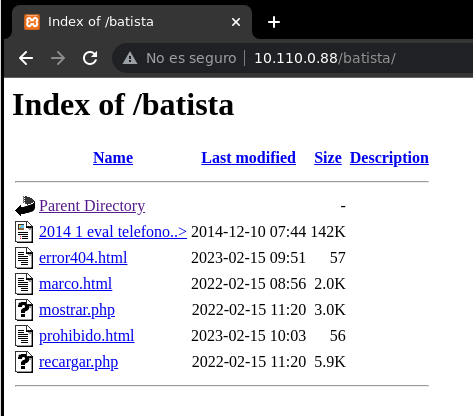 Index of /batista
No es seguro 10.110.0.88/batista/
Index of /batista
Name Last modified Size Description
Parent Directory -
2014 1 eval telefono..> 2014-12-10 07:44 142K
error404.html 2023-02-15 09:51 57
marco.html 2022-02-15 08:56 2.0K
mostrar.php 2022-02-15 11:20 3.0K
prohibido.html 2023-02-15 10:03 56
recargar.php 2022-02-15 11:20 5.9K